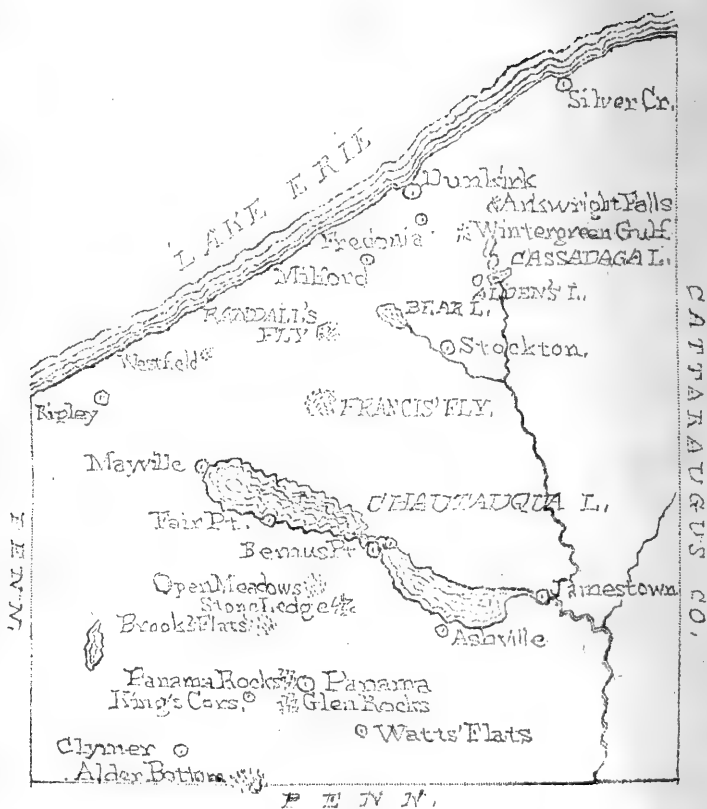 Silver Cr.
LAKE ERIE
Dunkirk
Arkwright Falls
Fredonia
Wintergreen Gulf
CASSADAGA L.
Milford
ALDEN'S L.
BEAR L.
RANDALL'S
FLY
Stockton.
Westfield
Ripley
FRANCIS' FLY.
CATTARAUGUS CO.
Mayville
CHAUTAUQUA L.
Fair Pt.
Bemus Pt
PENN.
Open Meadows
Stone Ledge
Jamestown
Brook's Flats
Ashville
Panama Rocks
Panama
King's Cors.
Glen Rocks
Watts' Flats
Clymer
Alder Bottom
PENN.